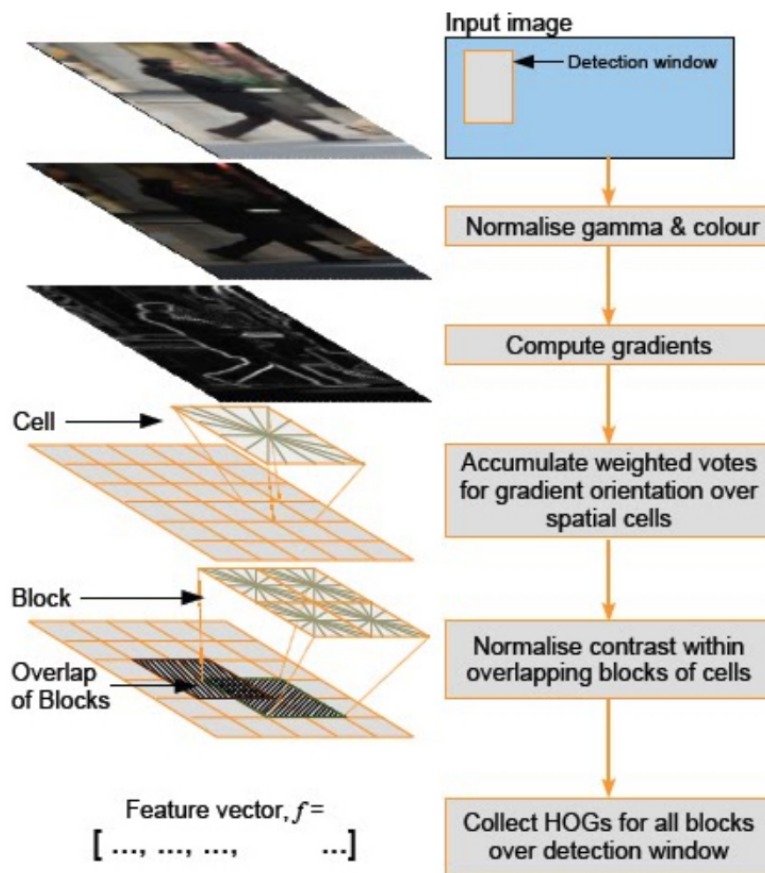 Input image
Detection window
Normalise gamma & colour
Compute gradients
Cell
Accumulate weighted votes
for gradient orientation over
spatial cells
Block
Normalise contrast within
overlapping blocks of cells
Overlap
of Blocks
Feature vector, f =
[ ..., ..., ..., ...]
Collect HOGs for all blocks
over detection window